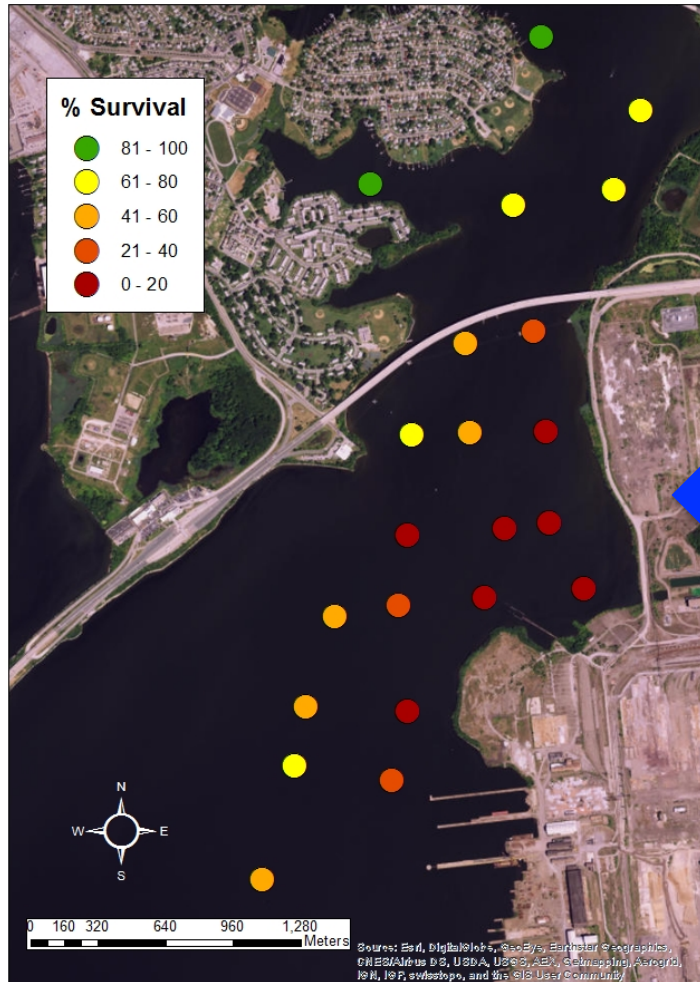 % Survival
81 - 100
61 - 80
41 - 60
21 - 40
0 - 20
N
W E
S
0 160 320 640 960 1,280
Meters
Source: Esri, DigitalGlobe, GeoEye, Earthstar Geographics,
CNES/Airbus DS, USDA, USGS, AEX, Getmapping, Aerogrid,
IGN, IGP, swisstopo, and the GIS User Community